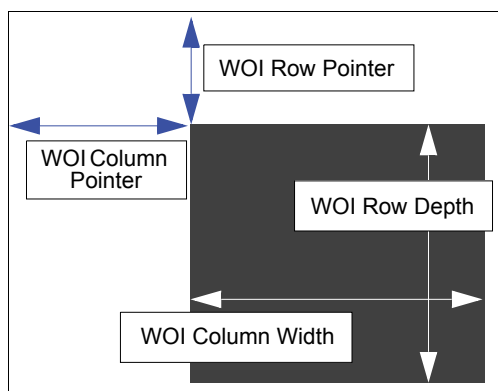 WOI Row Pointer
WOI Column
Pointer
WOI Row Depth
WOI Column Width